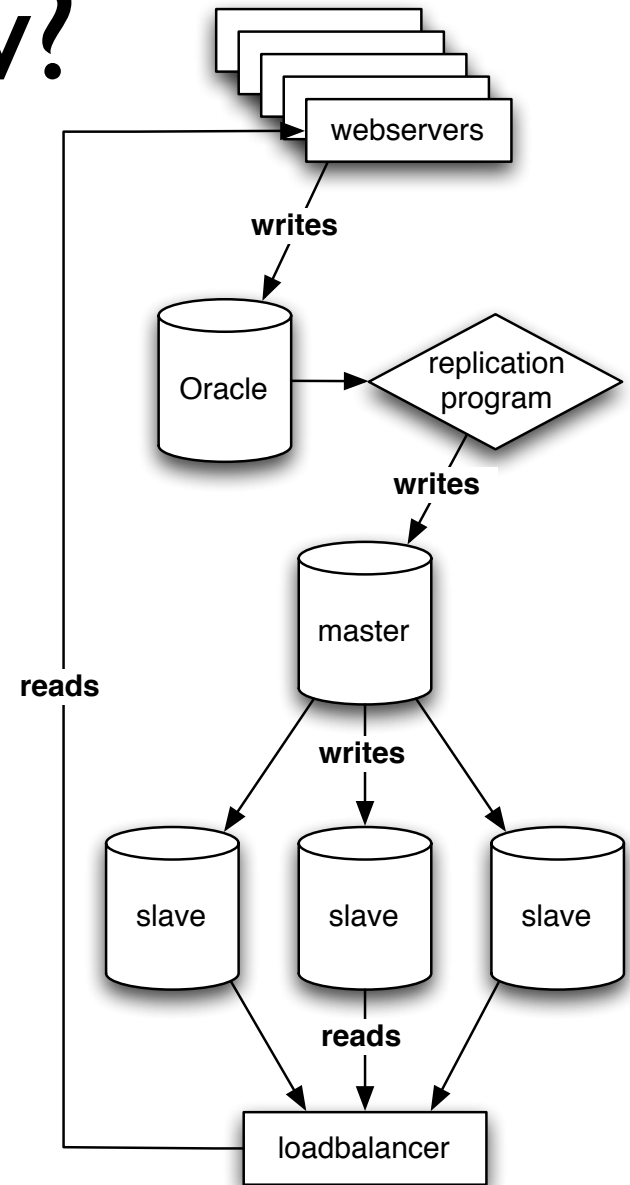 webservers
writes
Oracle
replication
program
writes
master
reads
writes
slave
slave
slave
reads
loadbalancer